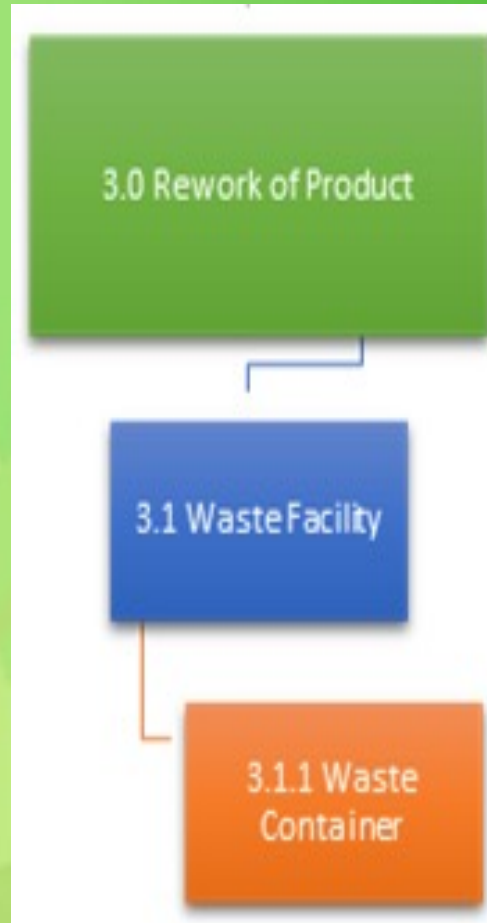 3.0 Rework of Product
3.1 Waste Facility
3.1.1 Waste
Container